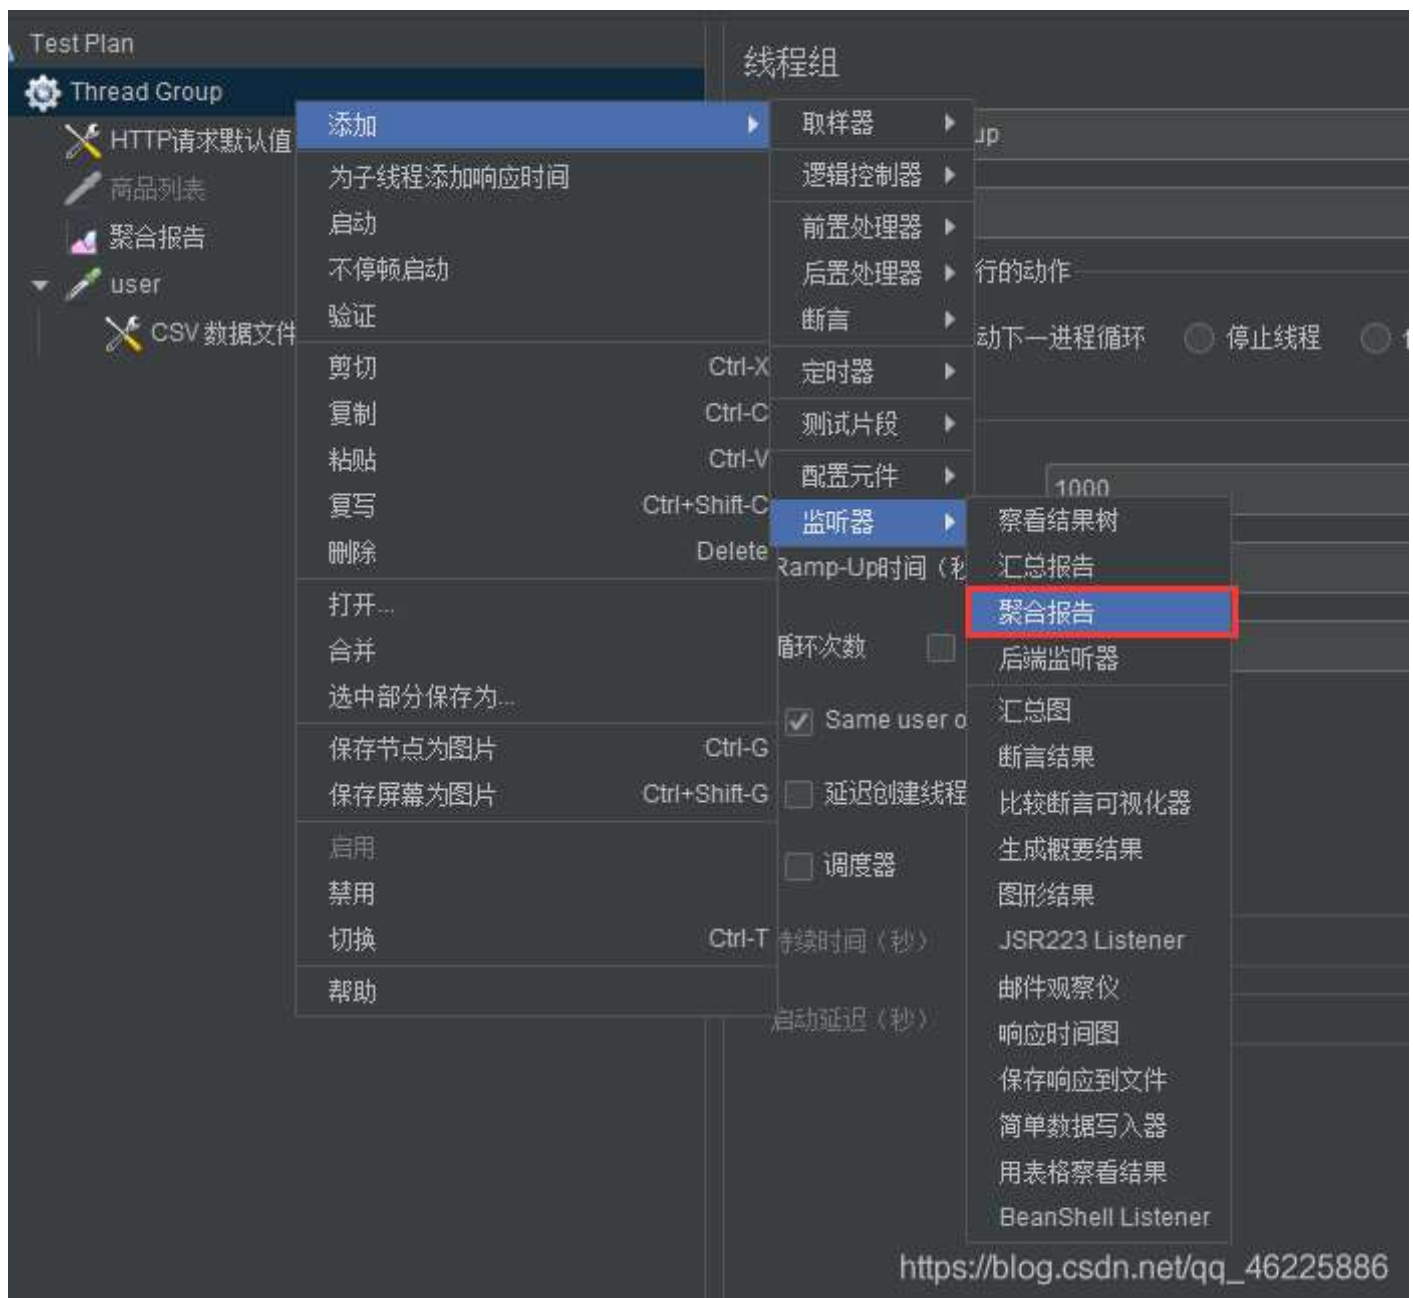 Test Plan
Thread Group
HTTP请求默认值
商品列表
聚合报告
user
CSV 数据文件
添加
为子线程添加响应时间
启动
不停顿启动
验证
剪切 Ctrl-X
复制 Ctrl-C
粘贴 Ctrl-V
复写 Ctrl+Shift-C
删除 Delete
打开...
合并
选中部分保存为...
保存节点为图片 Ctrl-G
保存屏幕为图片 Ctrl+Shift-G
启用
禁用
切换 Ctrl-T
帮助
取样器
逻辑控制器
前置处理器
后置处理器
断言
定时器
测试片段
配置元件
监听器
察看结果树
汇总报告
聚合报告
后端监听器
汇总图
断言结果
比较断言可视化器
生成概要结果
图形结果
JSR223 Listener
邮件观察仪
响应时间图
保存响应到文件
简单数据写入器
用表格察看结果
BeanShell Listener
线程组
up
行的动作
动下一进程循环 停止线程
1000
Ramp-Up时间（秒
循环次数
Same user o
延迟创建线程
调度器
持续时间（秒）
启动延迟（秒）
https://blog.csdn.net/qq_46225886